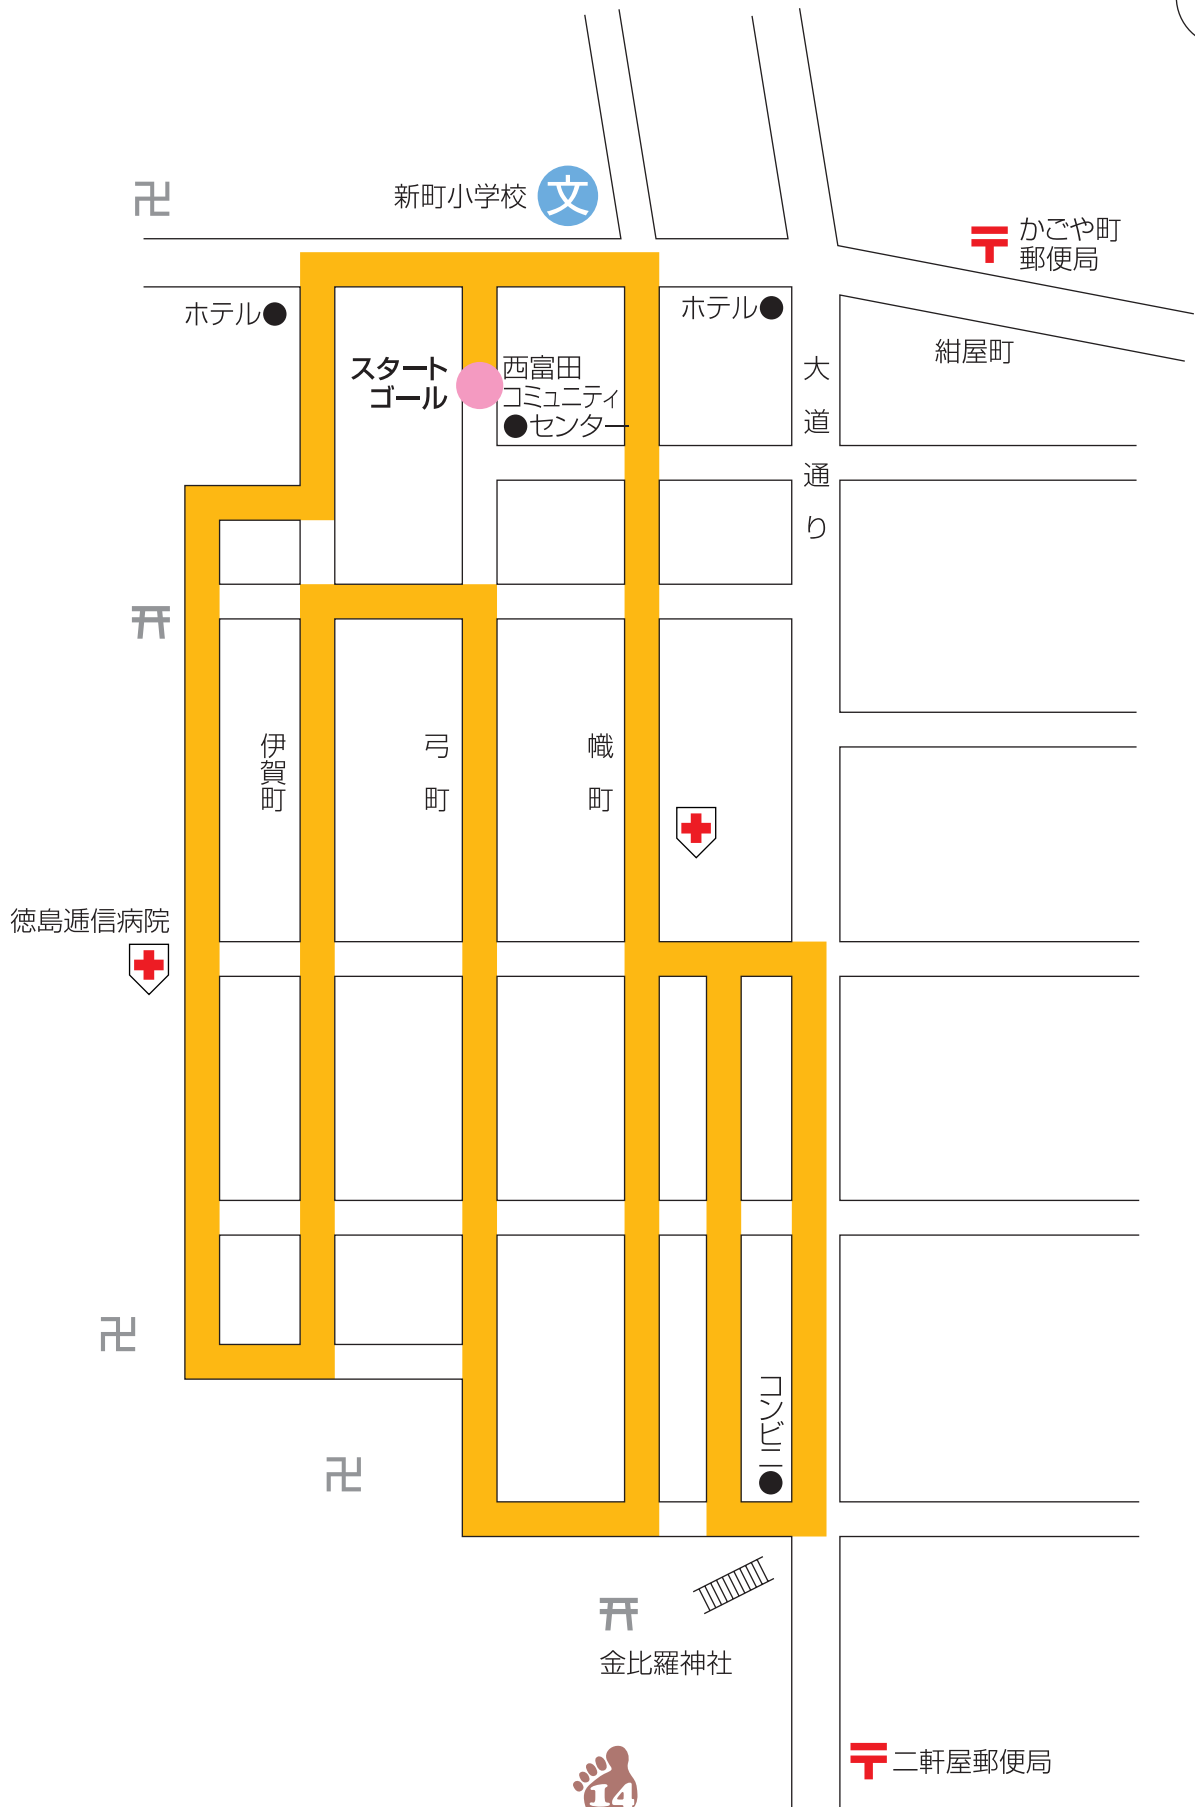 新町小学校
文
かごや町
郵便局
ホテル
ホテル
紺屋町
スタート
ゴール
西富田
コミュニティ
センター
大道通り
伊賀町
弓町
幟町
徳島逓信病院
コンビニ
金比羅神社
二軒屋郵便局
14